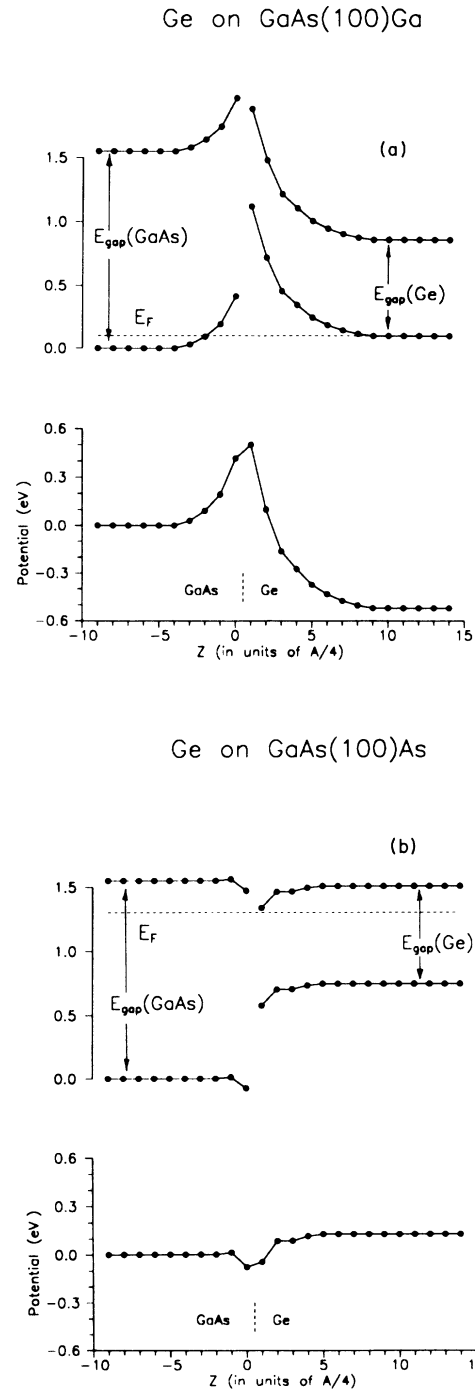 Ge on GaAs(100)Ga
(a)
1.5
1.0
0.5
0.0
E_gap(GaAs)
E_F
E_gap(Ge)
0.6
0.3
0.0
-0.3
-0.6
Potential (eV)
GaAs
Ge
-10
-5
0
5
10
15
Z (in units of A/4)
Ge on GaAs(100)As
(b)
1.5
1.0
0.5
0.0
E_F
E_gap(Ge)
E_gap(GaAs)
0.6
0.3
0.0
-0.3
-0.6
Potential (eV)
GaAs
Ge
-10
-5
0
5
10
Z (in units of A/4)